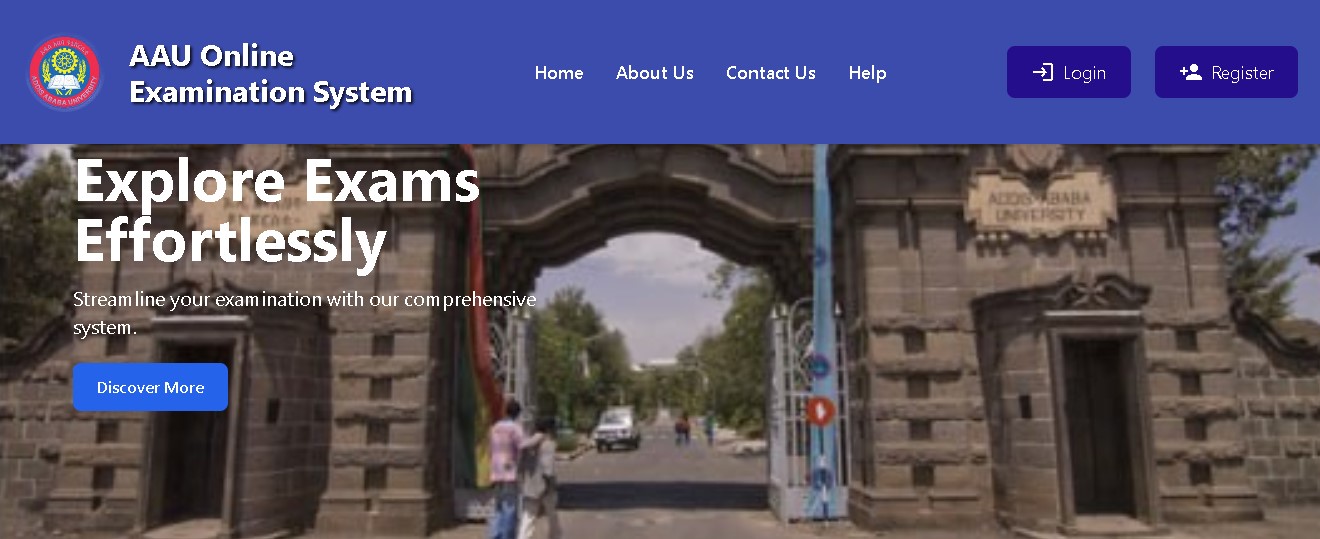 ADDIS ABABA UNIVERSITY
AAU Online
Examination System
Home
About Us
Contact Us
Help
Login
Register
Explore Exams
Effortlessly
Streamline your examination with our comprehensive
system.
Discover More
ADDIS ABABA
UNIVERSITY